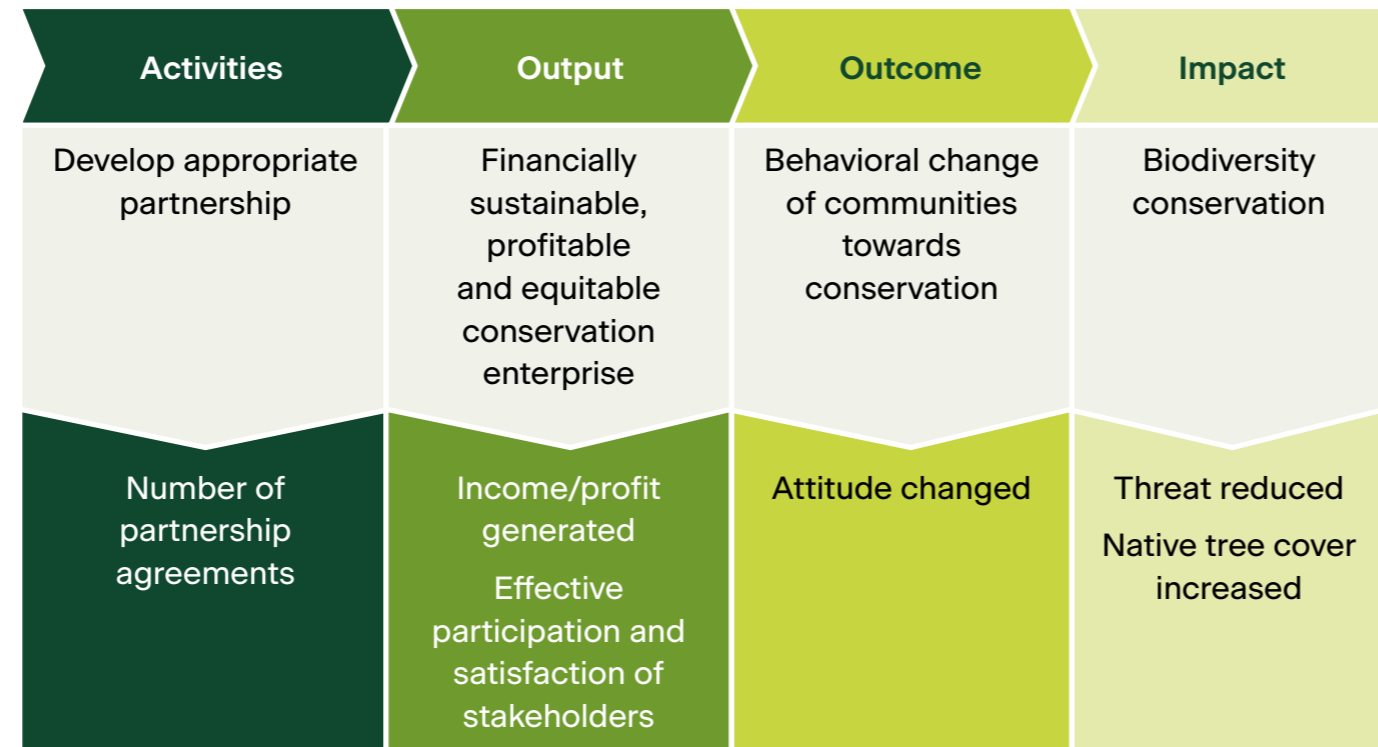 Activities
Output
Outcome
Impact
Develop appropriate
partnership
Financially
sustainable,
profitable
and equitable
conservation
enterprise
Behavioral change
of communities
towards
conservation
Biodiversity
conservation
Number of
partnership
agreements
Income/profit
generated
Effective
participation and
satisfaction of
stakeholders
Attitude changed
Threat reduced
Native tree cover
increased